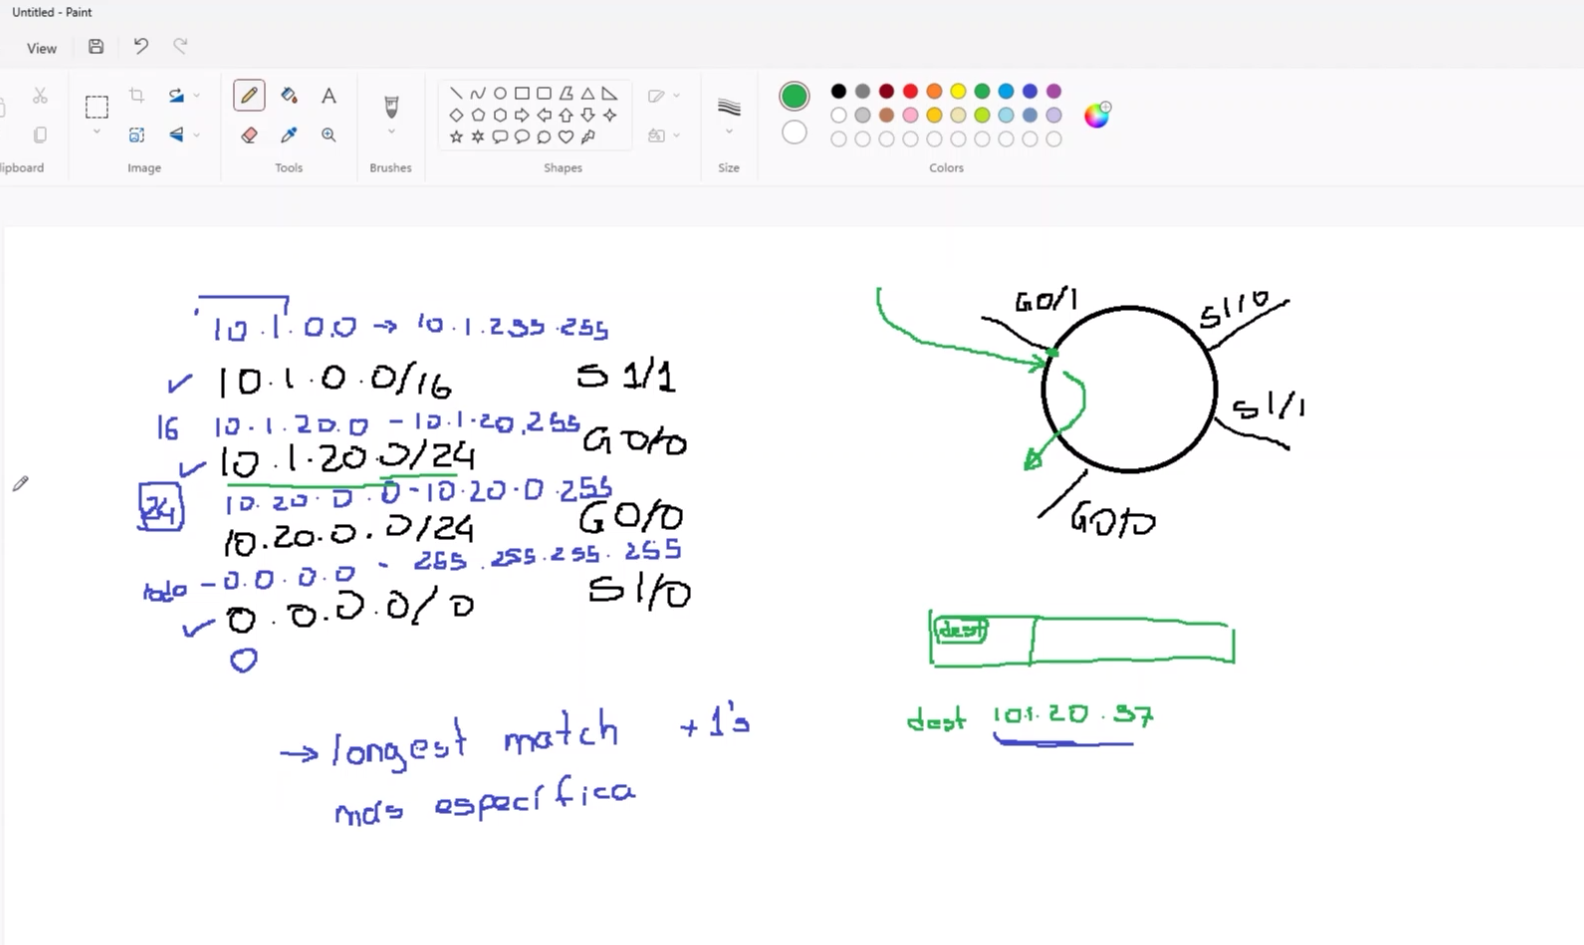 Untitled - Paint
View
lipboard
Image
Tools
Brushes
Shapes
Size
Colors
10.1.0.0 → 10.1.255.255
✓ 10.1.0.0/16 S 1/1
16 10.1.20.0 - 10.1.20.255
✓ 10.1.20.0/24 G0/0
24 10.20.0.0 - 10.20.0.255
10.20.0.0/24 G0/0
todo - 0.0.0.0 - 255.255.255.255
✓ 0.0.0.0/0 S1/0
0
→ longest match +1's
más específica
G0/1
S1/0
S1/1
G0/0
dest
dest 10.1.20.37